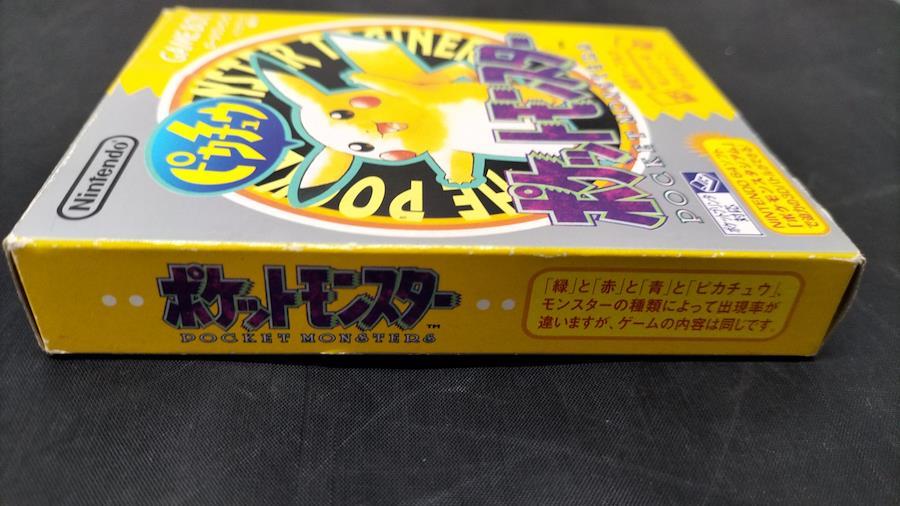 GAME BOY
Nintendo
ピカチュウ
ポケットモンスター
POCKET MONSTERS
NINTENDO64
ポケットモンスター
™
POCKET MONSTERS
「緑」と「赤」と「青」と「ピカチュウ」、
モンスターの種類によって出現率が
違いますが、ゲームの内容は同じです。